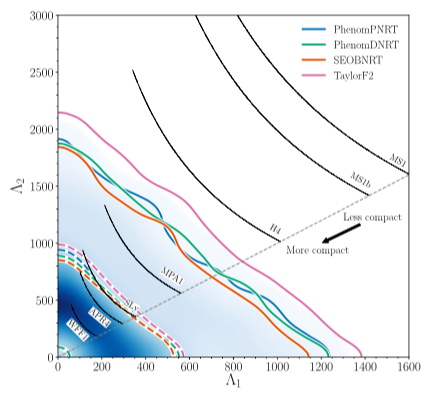 3000
2500
2000
1500
1000
500
0
Λ₂
PhenomPNRT
PhenomDNRT
SEOBNRT
TaylorF2
MS1
MS1b
H4
Less compact
More compact
MPA1
SLy
APR4
WFF1
0 200 400 600 800 1000 1200 1400 1600
Λ₁